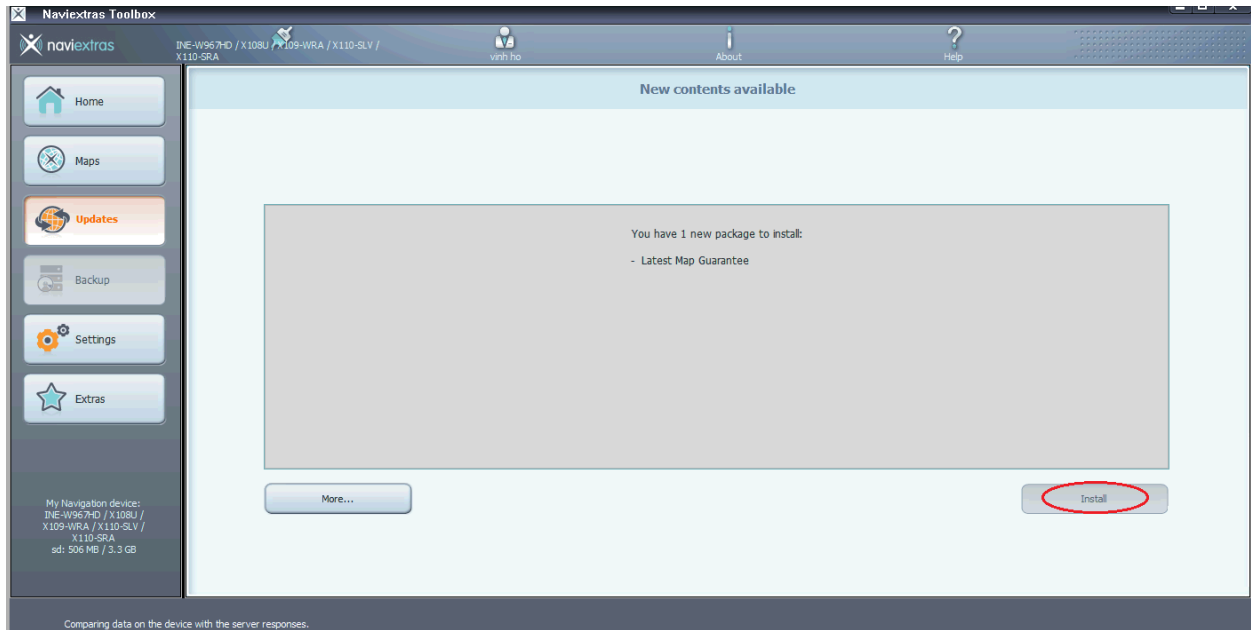 Naviextras Toolbox
naviextras
INE-W967HD / X108U / X109-WRA / X110-SLV /
X110-SRA
vinh ho
About
Help
Home
Maps
Updates
Backup
Settings
Extras
My Navigation device:
INE-W967HD / X108U /
X109-WRA / X110-SLV /
X110-SRA
sd: 506 MB / 3.3 GB
New contents available
You have 1 new package to install:
- Latest Map Guarantee
More...
Install
Comparing data on the device with the server responses.